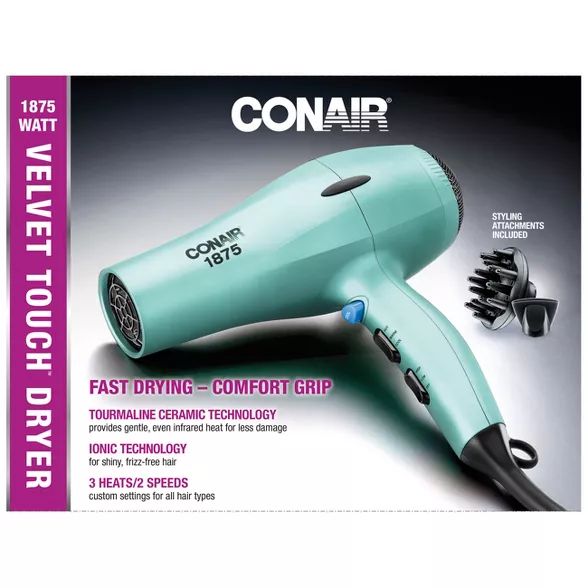 1875
WATT
VELVET TOUCH™ DRYER
CONAIR®
CONAIR
1875
STYLING
ATTACHMENTS
INCLUDED
FAST DRYING – COMFORT GRIP
TOURMALINE CERAMIC TECHNOLOGY
provides gentle, even infrared heat for less damage
IONIC TECHNOLOGY
for shiny, frizz-free hair
3 HEATS/2 SPEEDS
custom settings for all hair types